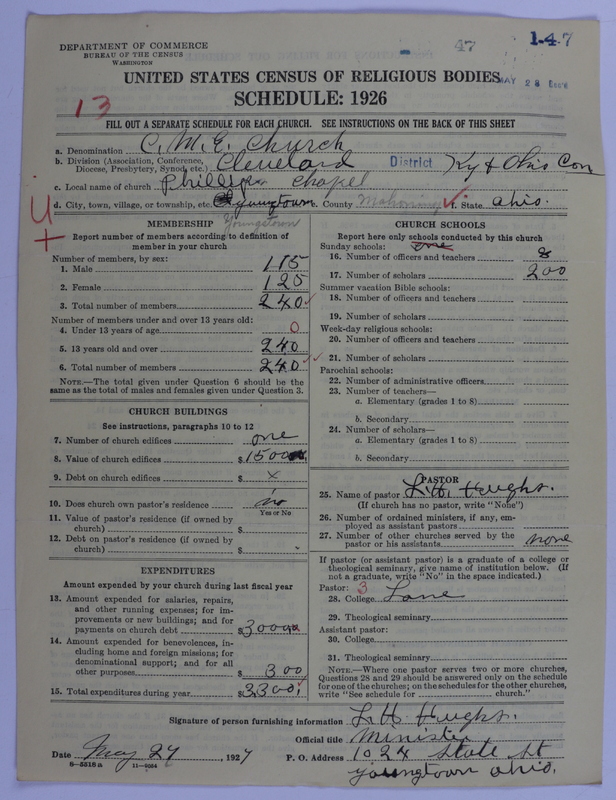 DEPARTMENT OF COMMERCE
BUREAU OF THE CENSUS
WASHINGTON
47
1-4-7
UNITED STATES CENSUS OF RELIGIOUS BODIES
MAY 28
SCHEDULE: 1926
13
FILL OUT A SEPARATE SCHEDULE FOR EACH CHURCH. SEE INSTRUCTIONS ON THE BACK OF THIS SHEET
a. Denomination C. M. E. Church
b. Division (Association, Conference, Diocese, Presbytery, Synod, etc.) Cleveland District Ky & Ohio Con
c. Local name of church Phillips Chapel
d. City, town, village, or township, etc. Youngtown b. County Mahoning f. State Ohio.
Youngstown
MEMBERSHIP
Report number of members according to definition of
member in your church
Number of members, by sex:
1. Male 115
2. Female 125
3. Total number of members 240
Number of members under and over 13 years old:
4. Under 13 years of age 0
5. 13 years old and over 240
6. Total number of members 240
NOTE.—The total given under Question 6 should be
same as the total of males and females given under Question 3.
CHURCH BUILDINGS
See instructions, paragraphs 10 to 12
7. Number of church edifices one
8. Value of church edifices $ 15000
9. Debt on church edifices $ x
10. Does church own pastor's residence no
Yes or No
11. Value of pastor's residence (if owned by
church) $
12. Debt on pastor's residence (if owned by
church) $
EXPENDITURES
Amount expended by your church during last fiscal year
13. Amount expended for salaries, repairs,
and other running expenses; for im-
provements or new buildings; and for
payments on church debt $ 3000
14. Amount expended for benevolences, in-
cluding home and foreign missions; for
denominational support; and for all
other purposes $ 300
15. Total expenditures during year $ 3300
CHURCH SCHOOLS
Report here only schools conducted by this church
Sunday schools: one
16. Number of officers and teachers 8
17. Number of scholars 200
Summer vacation Bible schools:
18. Number of officers and teachers
19. Number of scholars
Week-day religious schools:
20. Number of officers and teachers
21. Number of scholars
Parochial schools:
22. Number of administrative officers
23. Number of teachers—
a. Elementary (grades 1 to 8)
b. Secondary
24. Number of scholars—
a. Elementary (grades 1 to 8)
b. Secondary
PASTOR
25. Name of pastor L. H. Hughs.
(If church has no pastor, write "None")
26. Number of ordained ministers, if any, em-
ployed as assistant pastors
27. Number of other churches served by the
pastor or his assistants none
If pastor (or assistant pastor) is a graduate of a college or
theological seminary, give name of institution below. (If
not a graduate, write "No" in the space indicated.)
Pastor: 3
28. College Lane
29. Theological seminary
Assistant pastor:
30. College
31. Theological seminary
NOTE.—Where one pastor serves two or more churches,
Questions 28 and 29 should be answered only on the schedule
for one of the churches; on the schedules for the other churches,
write "See schedule for church."
Signature of person furnishing information L. H. Hughs.
Official title Minister
Date May 27, 1927 P. O. Address 1024 State St
8—5518a 11—9034
Youngtown Ohio.